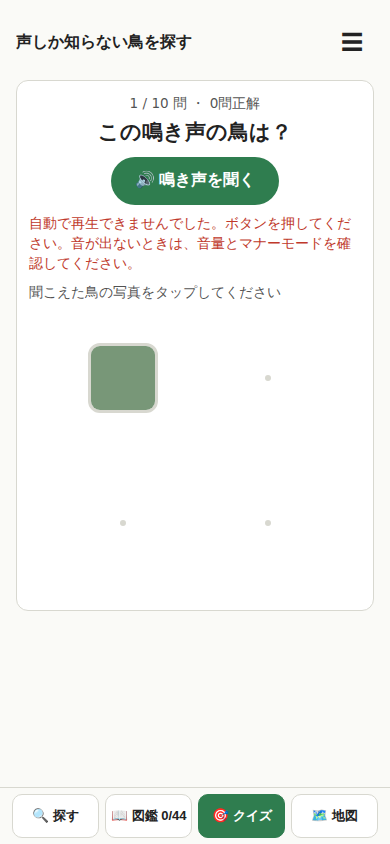 声しか知らない鳥を探す
1 / 10 問 ・ 0問正解
この鳴き声の鳥は？
🔊 鳴き声を聞く
自動で再生できませんでした。ボタンを押してくだ
さい。音が出ないときは、音量とマナーモードを確
認してください。
聞こえた鳥の写真をタップしてください
🔍 探す
📖 図鑑 0/44
🎯 クイズ
🗺️ 地図